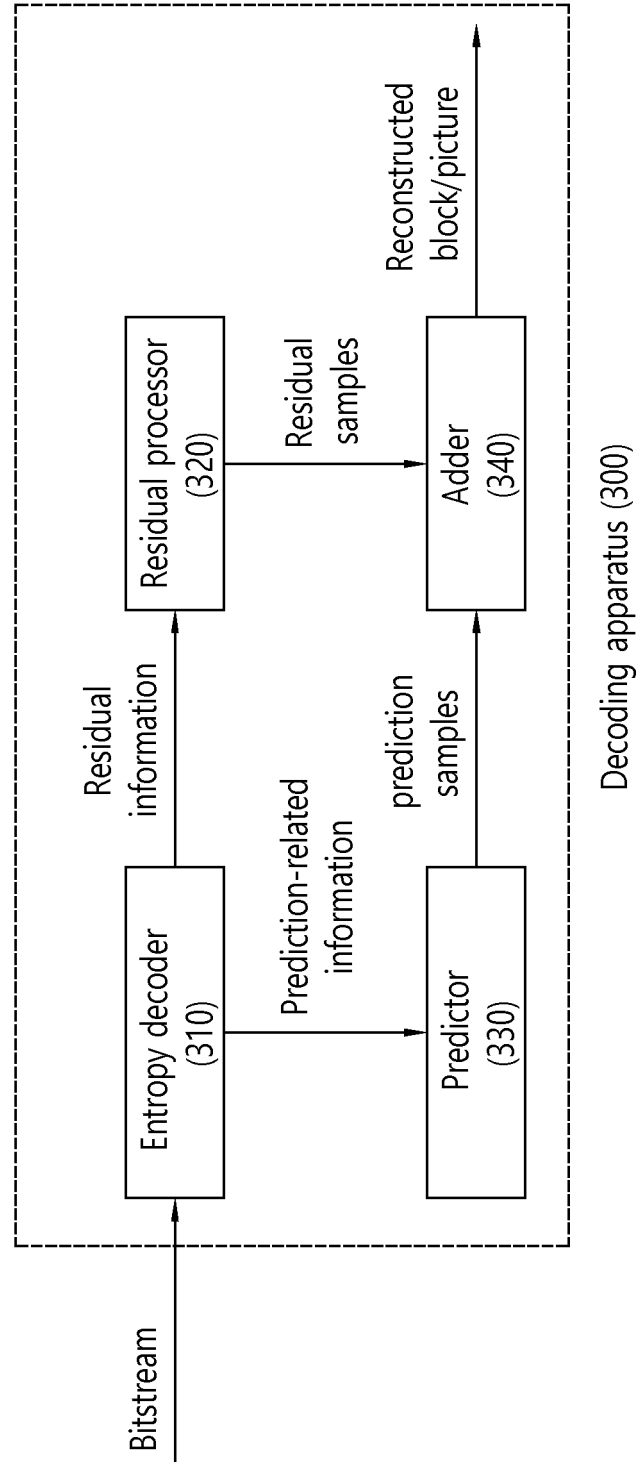 Bitstream
Entropy decoder
(310)
Residual
information
Residual processor
(320)
Prediction-related
information
Residual
samples
Predictor
(330)
prediction
samples
Adder
(340)
Reconstructed
block/picture
Decoding apparatus (300)